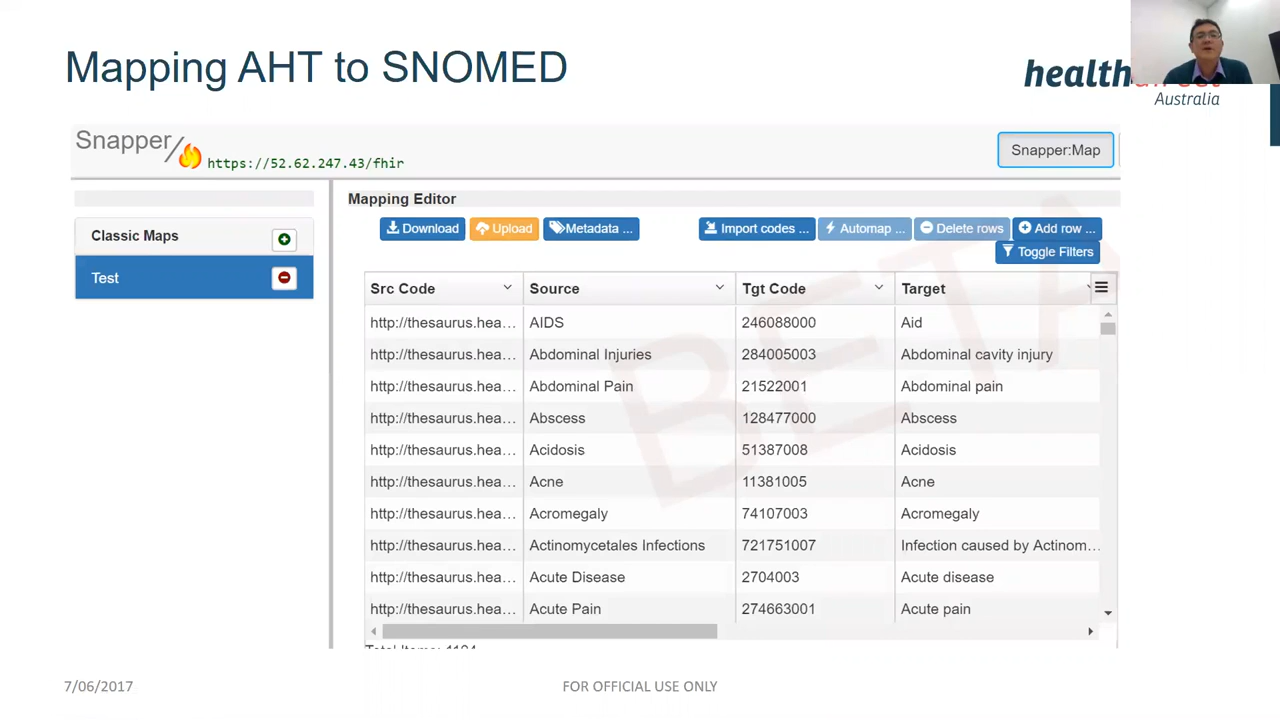 Mapping AHT to SNOMED
Australia
Snapper
https://52.62.247.43/fhir
Snapper:Map
Mapping Editor
Download
Upload
Metadata ...
Import codes ...
Automap ...
Delete rows
Add row ...
Toggle Filters
Classic Maps
Test
Src Code Source Tgt Code Target
http://thesaurus.hea... AIDS 246088000 Aid
http://thesaurus.hea... Abdominal Injuries 284005003 Abdominal cavity injury
http://thesaurus.hea... Abdominal Pain 21522001 Abdominal pain
http://thesaurus.hea... Abscess 128477000 Abscess
http://thesaurus.hea... Acidosis 51387008 Acidosis
http://thesaurus.hea... Acne 11381005 Acne
http://thesaurus.hea... Acromegaly 74107003 Acromegaly
http://thesaurus.hea... Actinomycetales Infections 721751007 Infection caused by Actinom...
http://thesaurus.hea... Acute Disease 2704003 Acute disease
http://thesaurus.hea... Acute Pain 274663001 Acute pain
BETA
7/06/2017
FOR OFFICIAL USE ONLY